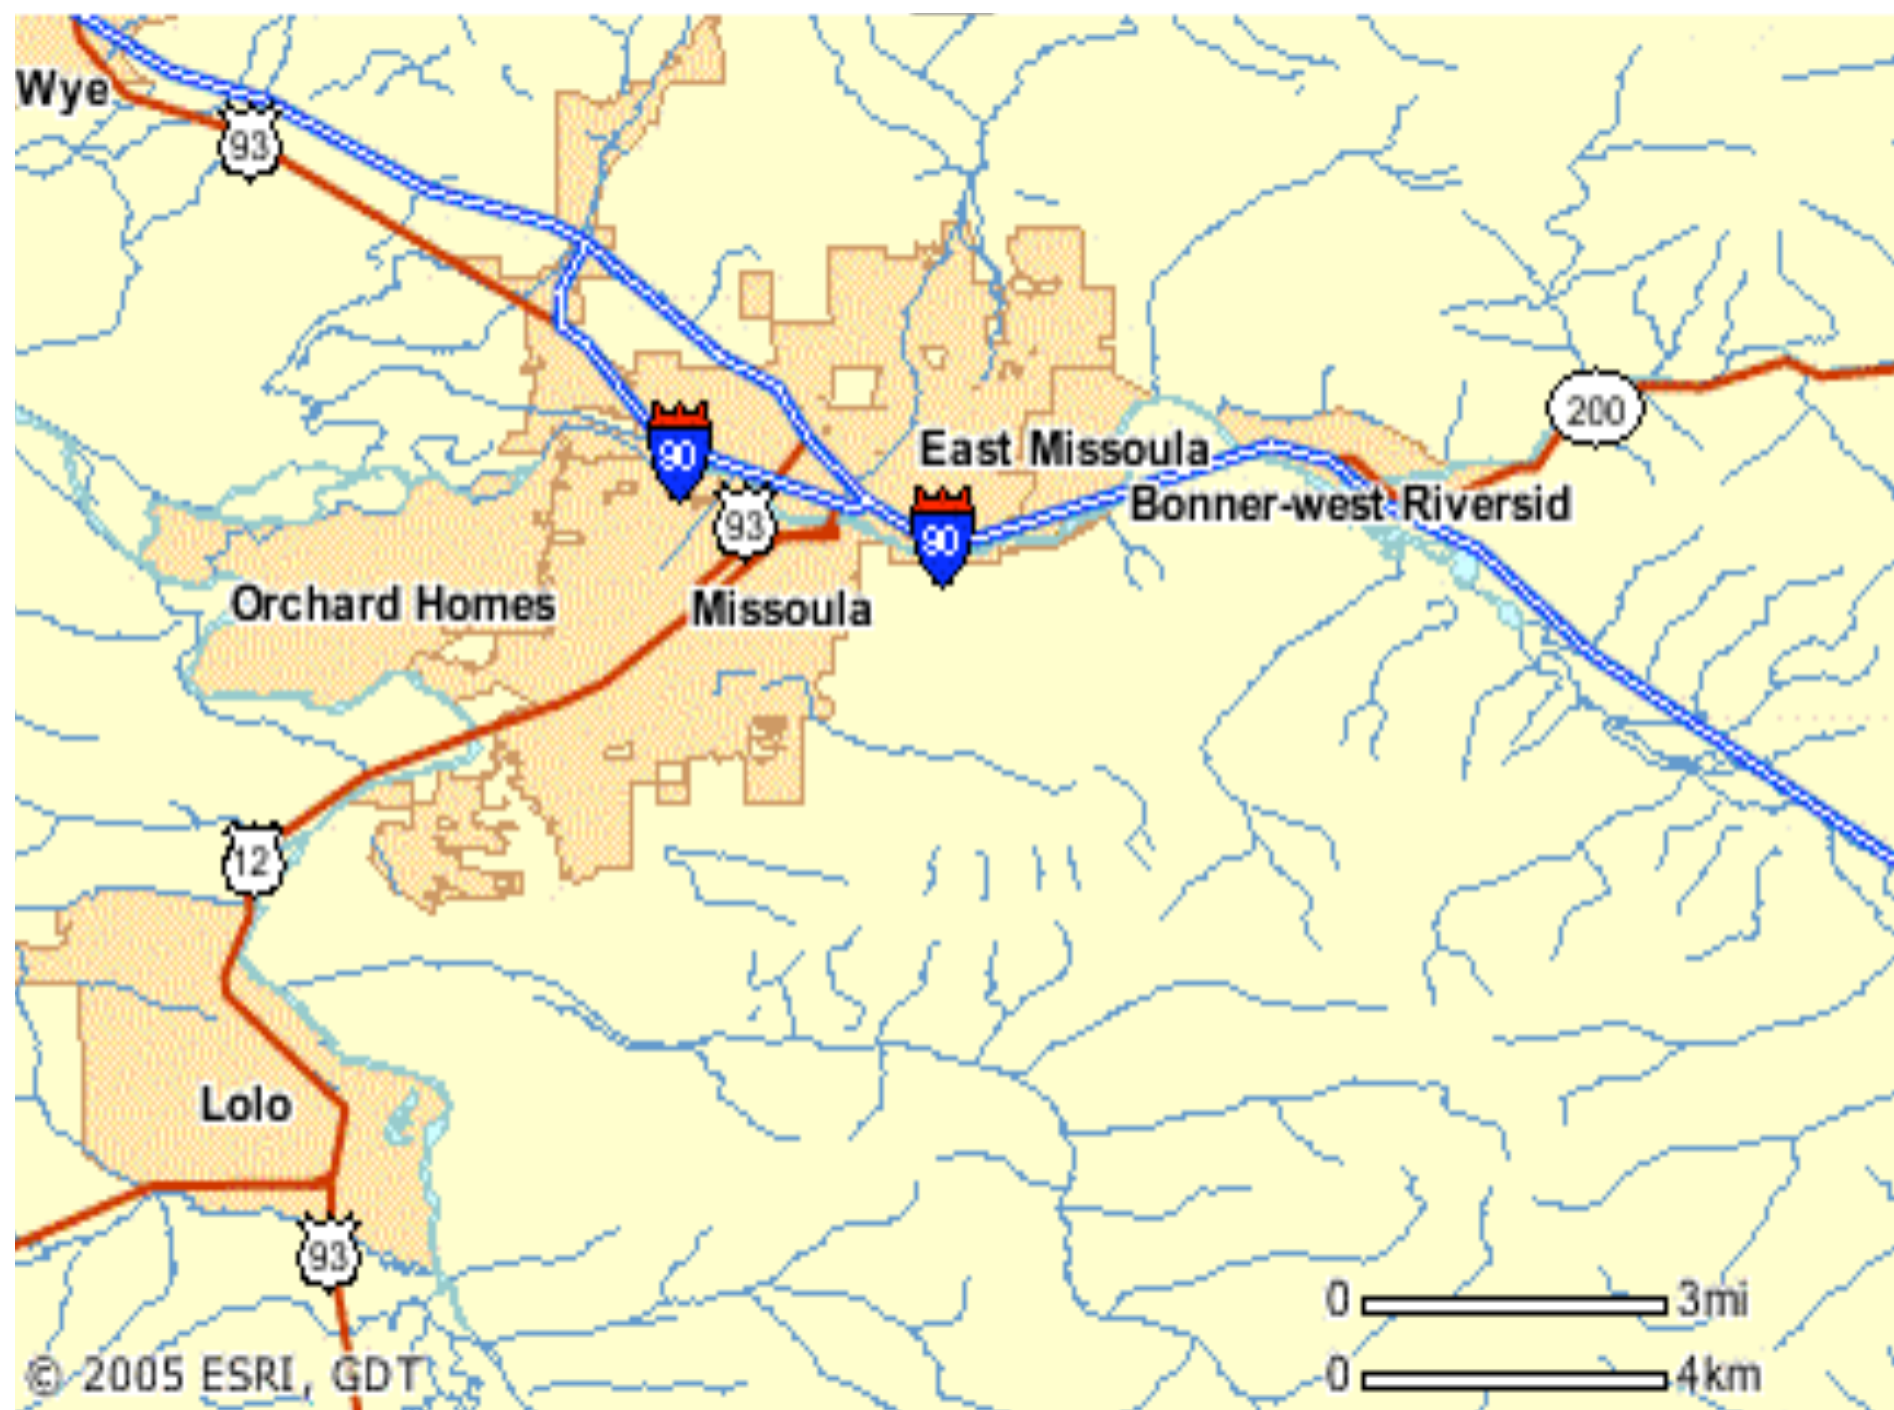 Wye
93
200
90
East Missoula
93
90
Bonner-west Riversid
Orchard Homes
Missoula
12
Lolo
93
0 3mi
0 4km
© 2005 ESRI, GDT